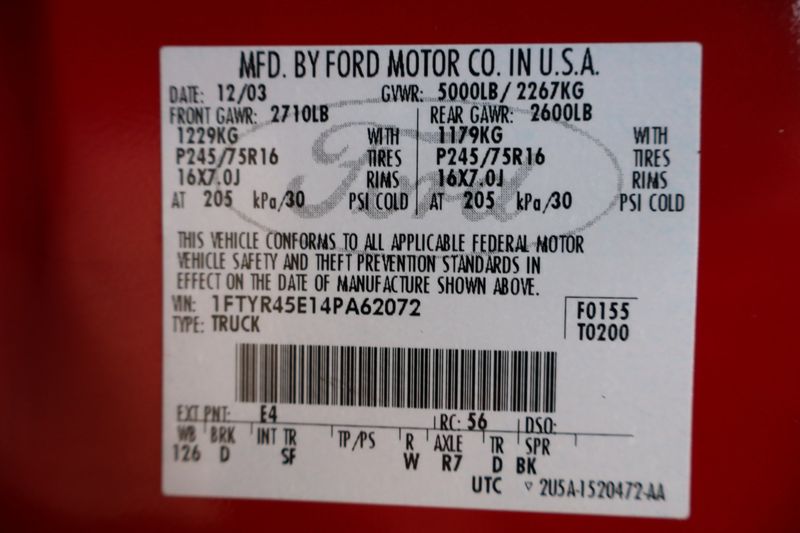 MFD. BY FORD MOTOR CO. IN U.S.A.
DATE: 12/03 GVWR: 5000LB/ 2267KG
FRONT GAWR: 2710LB REAR GAWR: 2600LB
1229KG WITH 1179KG WITH
P245/75R16 TIRES P245/75R16 TIRES
16X7.0J RIMS 16X7.0J RIMS
AT 205 kPa/30 PSI COLD AT 205 kPa/30 PSI COLD
Ford
THIS VEHICLE CONFORMS TO ALL APPLICABLE FEDERAL MOTOR
VEHICLE SAFETY AND THEFT PREVENTION STANDARDS IN
EFFECT ON THE DATE OF MANUFACTURE SHOWN ABOVE.
VIN: 1FTYR45E14PA62072 F0155
TYPE: TRUCK T0200
EXT PNT: E4 RC: 56 DSO:
WB BRK INT TR TP/PS R AXLE TR SPR
126 D SF W R7 D BK
UTC ▽ 2U5A-1520472-AA